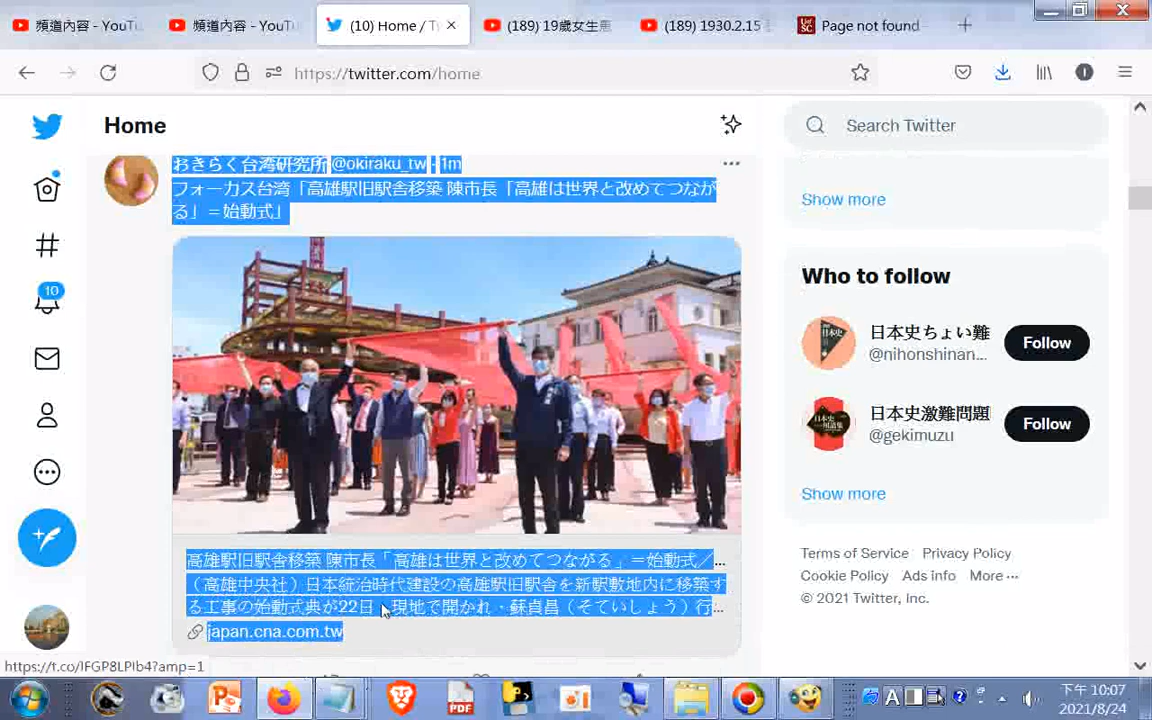 頻道內容 - YouTu
頻道內容 - YouTu
(10) Home / Tw
(189) 19歲女生
(189) 1930.2.15
Page not found
https://twitter.com/home
Home
Search Twitter
おきらく台湾研究所 @okiraku_tw · 1m
フォーカス台湾「高雄駅旧駅舎移築 陳市長「高雄は世界と改めてつなが
る」＝始動式」
高雄駅旧駅舎移築 陳市長「高雄は世界と改めてつながる」＝始動式／...
（高雄中央社）日本統治時代建設の高雄駅旧駅舎を新駅敷地内に移築す
る工事の始動式典が22日、現地で開かれ、蘇貞昌（そていしょう）行...
japan.cna.com.tw
10
Show more
Who to follow
日本史ちょい難
@nihonshinan...
Follow
日本史激難問題
@gekimuzu
Follow
Show more
Terms of Service Privacy Policy
Cookie Policy Ads info More ···
© 2021 Twitter, Inc.
https://t.co/IFGP8LPIb4?amp=1
PDF
A
下午 10:07
2021/8/24